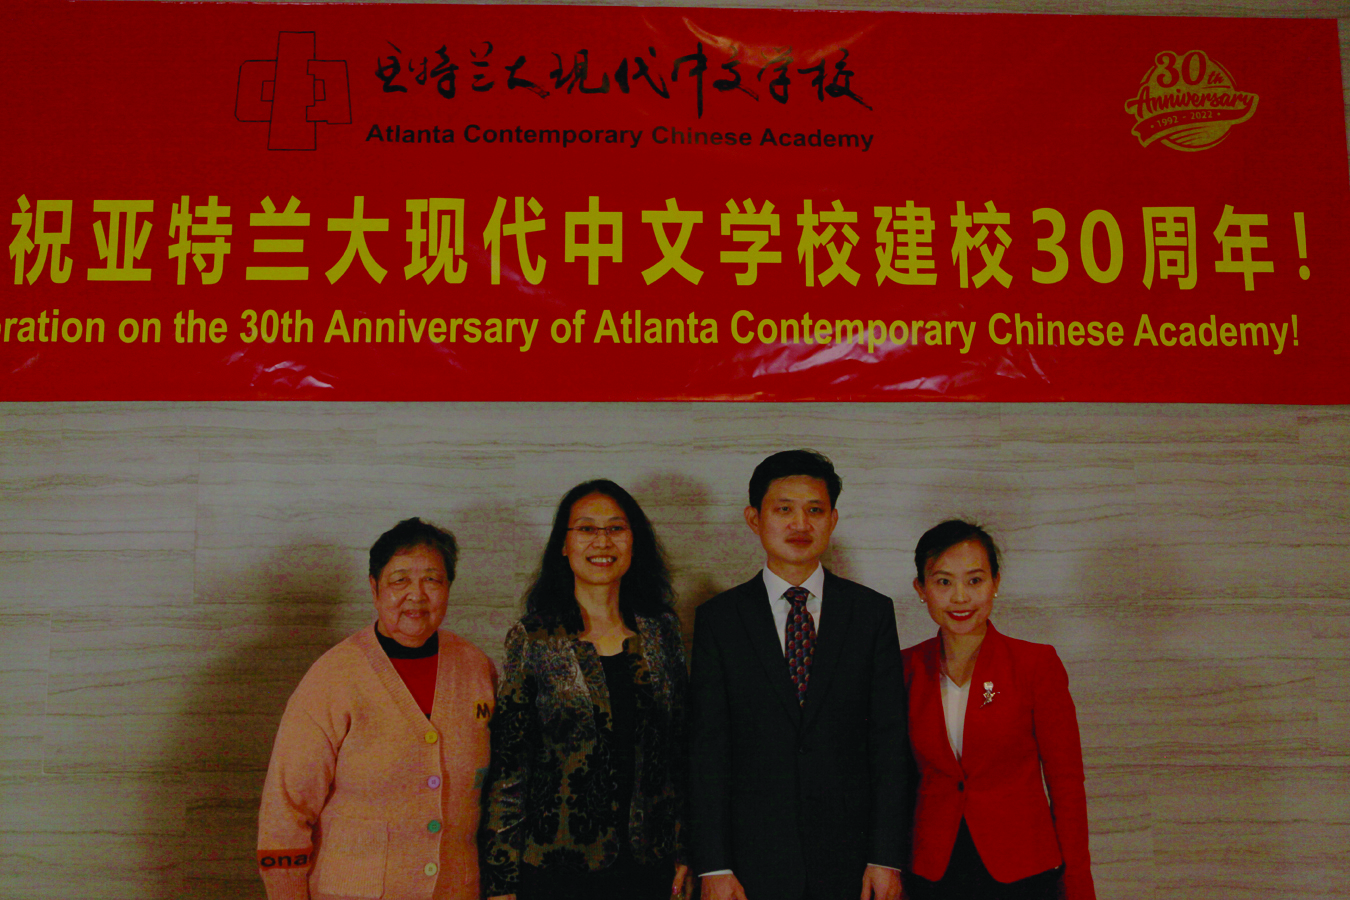 亚特兰大现代中文学校
Atlanta Contemporary Chinese Academy
30th
Anniversary
• 1992 - 2022 •
祝亚特兰大现代中文学校建校30周年！
ration on the 30th Anniversary of Atlanta Contemporary Chinese Academy!
M
ona